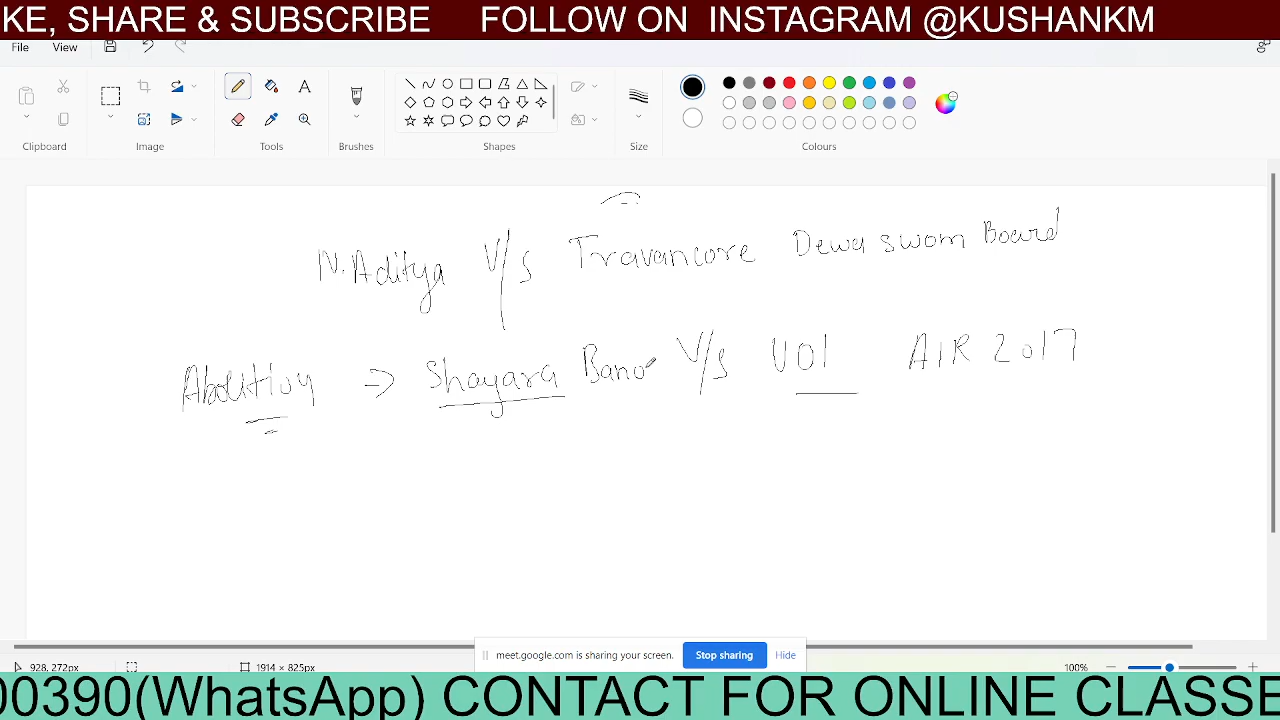 KE, SHARE & SUBSCRIBE FOLLOW ON INSTAGRAM @KUSHANKM
File View
Clipboard Image Tools Brushes Shapes Size Colours
N. Aditya V/s Travancore Dewaswom Board
Abolition → Shayara Bano V/s UOI AIR 2017
meet.google.com is sharing your screen. Stop sharing Hide
928, 272px 1914 × 825px 100%
00390(WhatsApp) CONTACT FOR ONLINE CLASSE